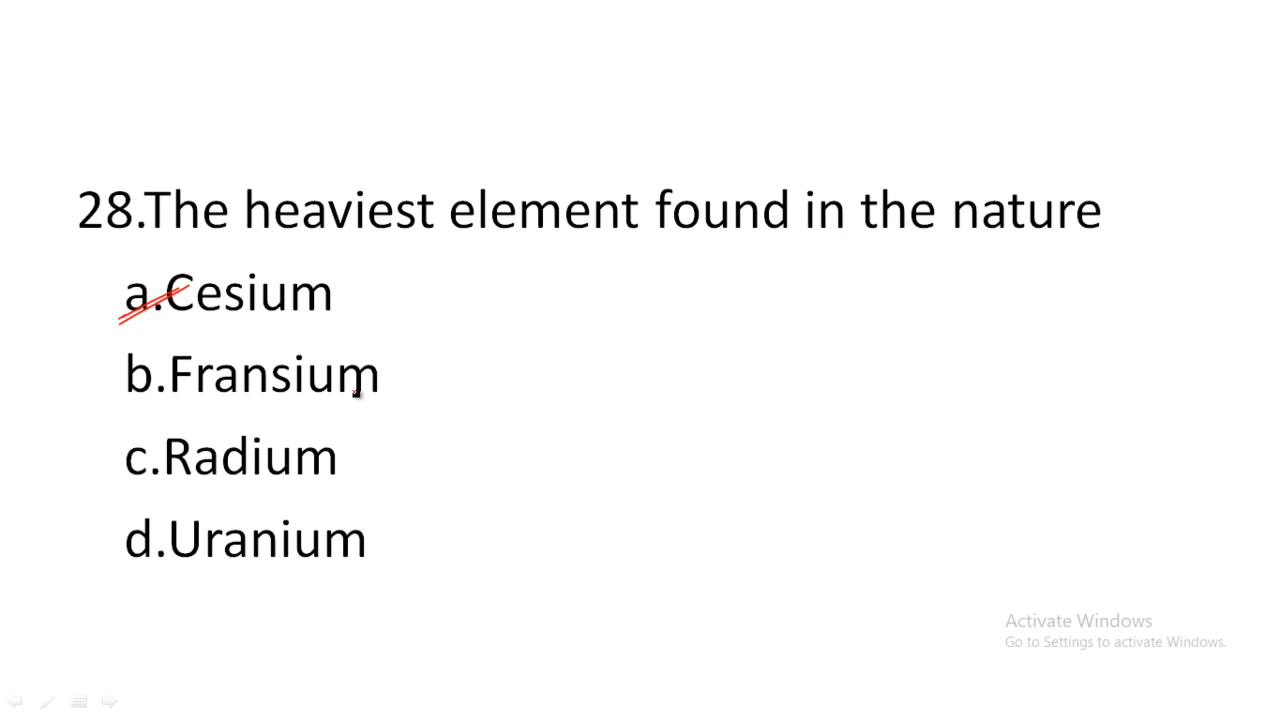 28.The heaviest element found in the nature
a.Cesium
b.Fransium
c.Radium
d.Uranium
Activate Windows
Go to Settings to activate Windows.